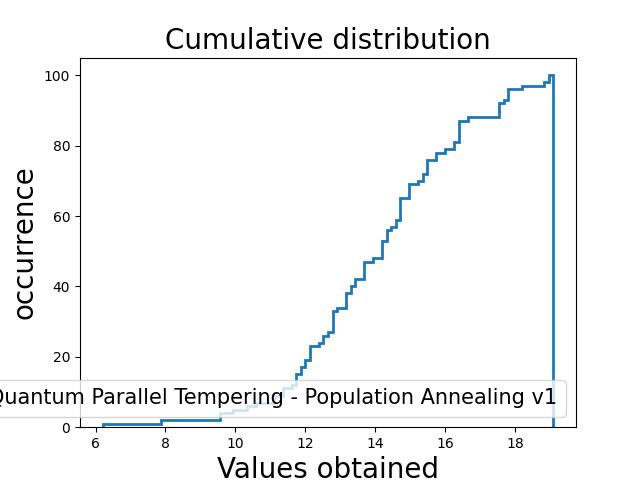 Cumulative distribution
occurrence
100
80
60
40
20
0
Quantum Parallel Tempering - Population Annealing v1
6 8 10 12 14 16 18
Values obtained